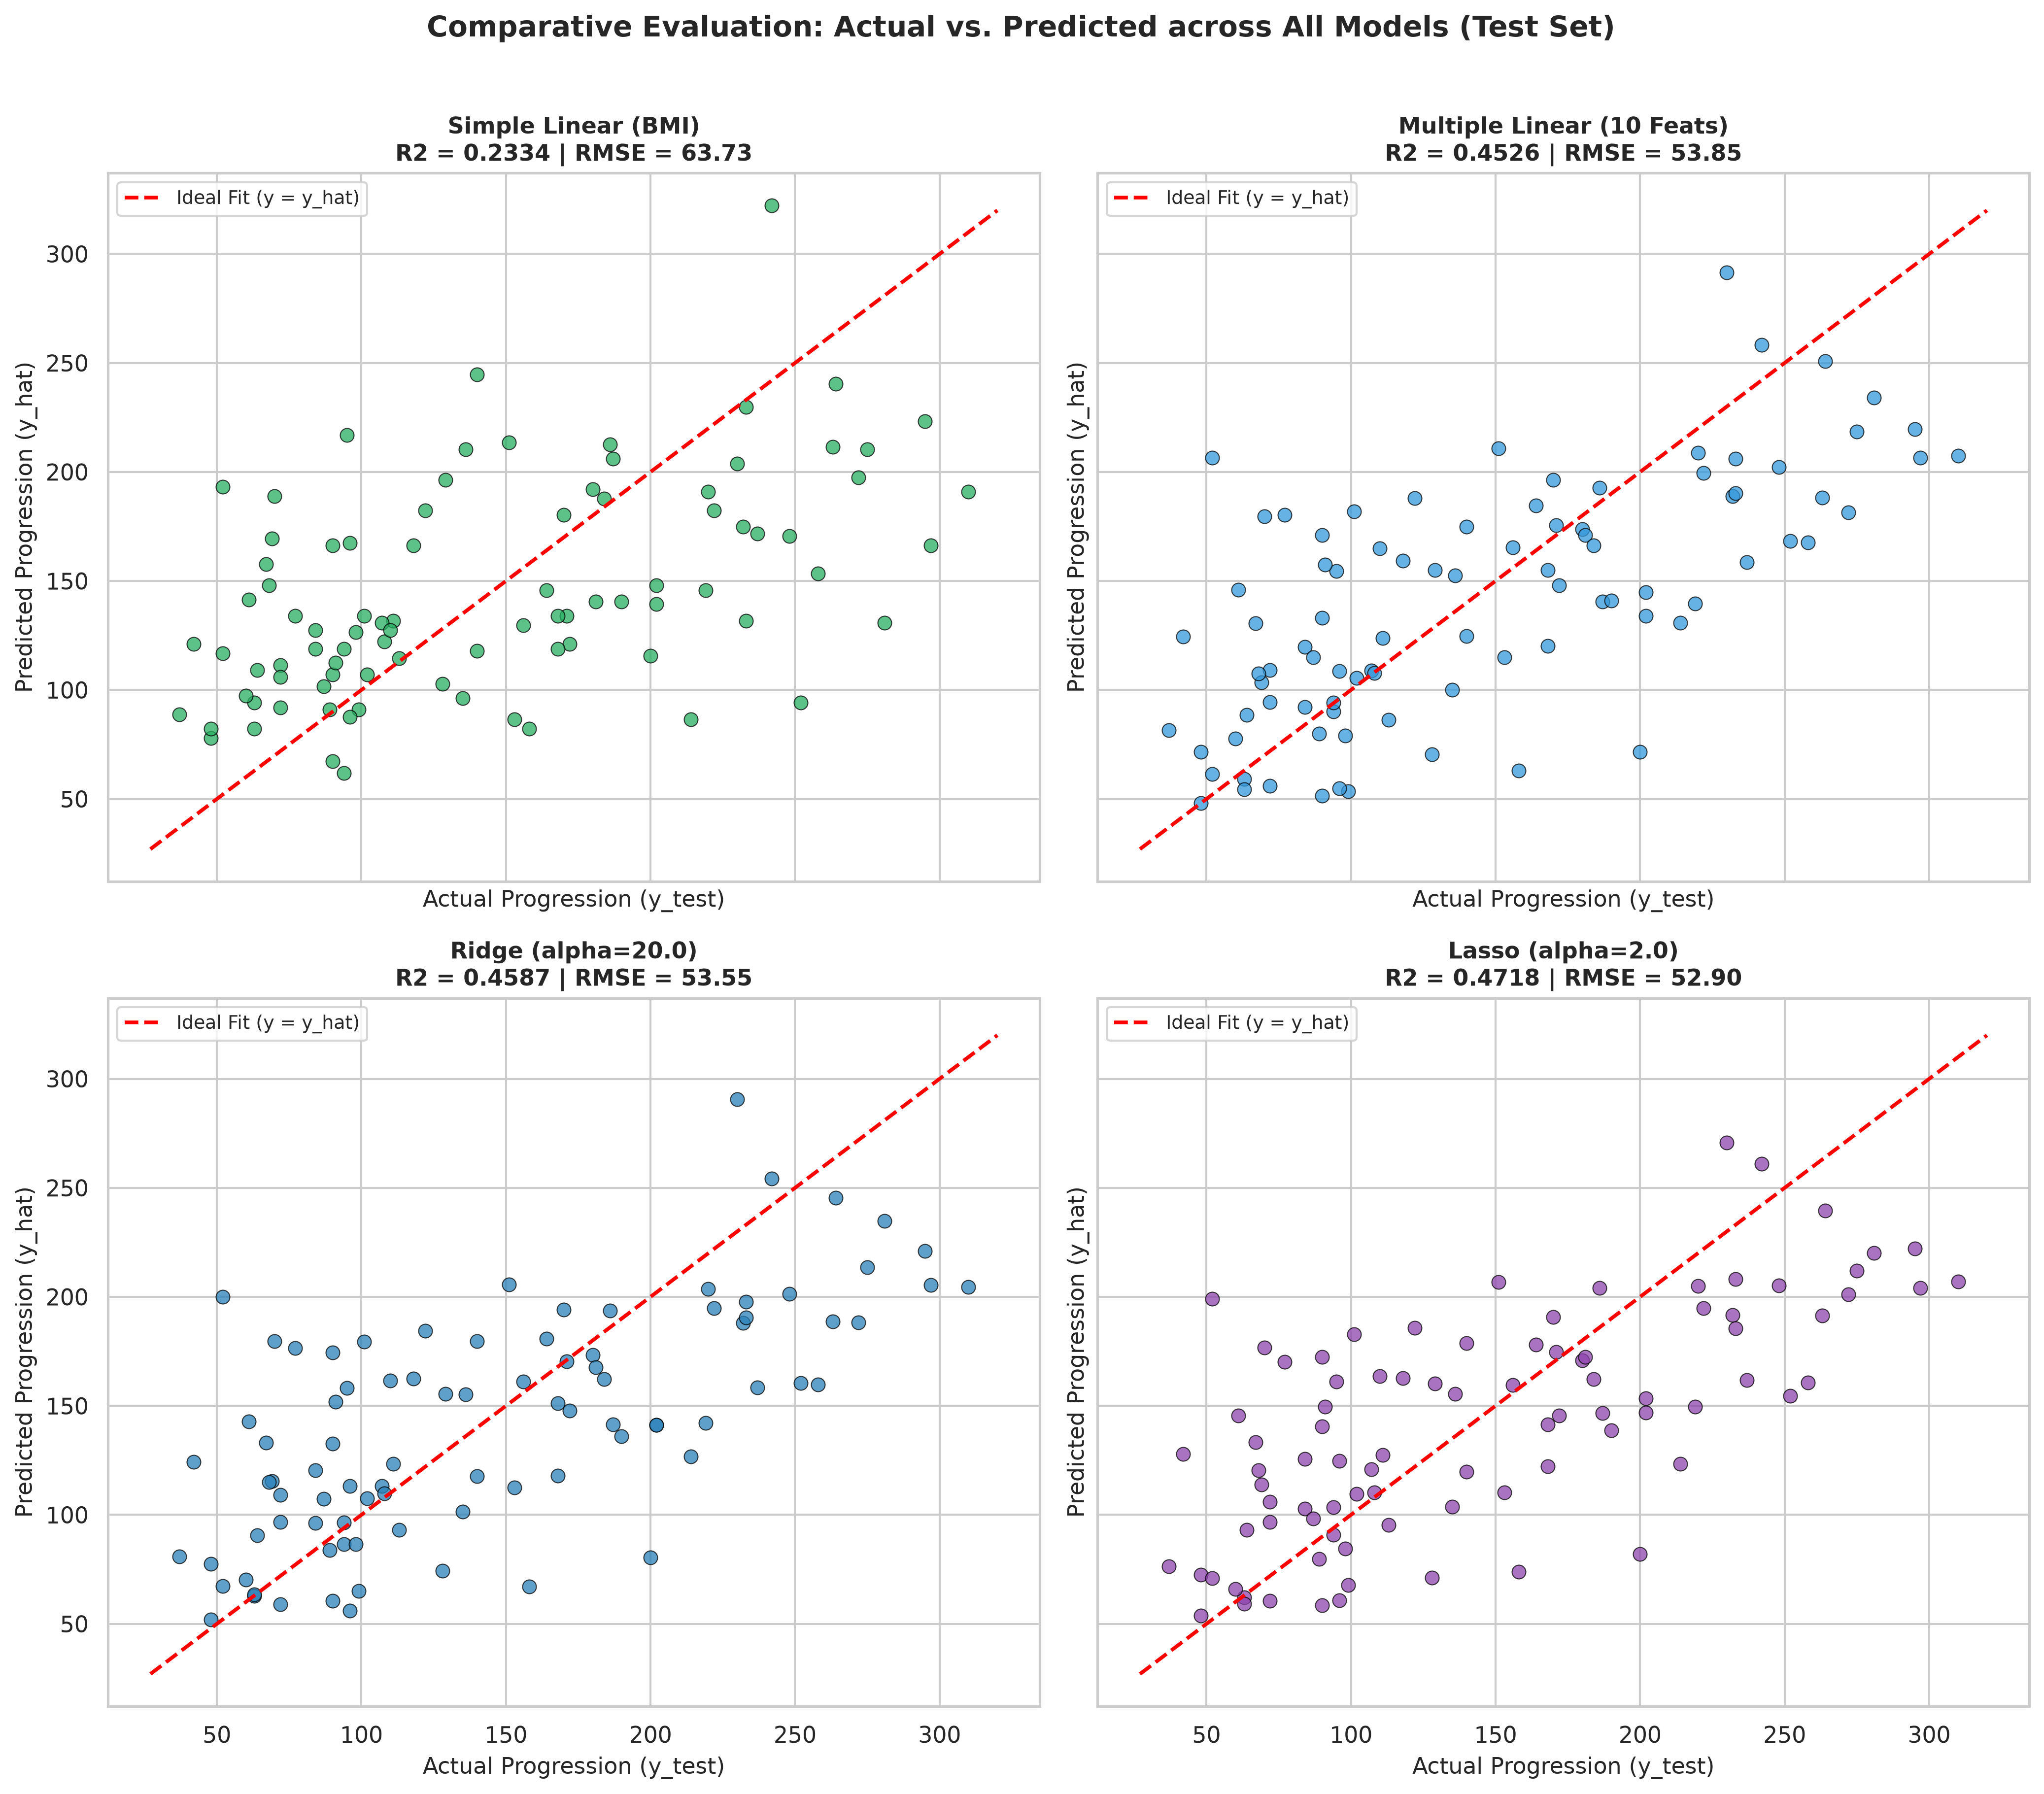 Comparative Evaluation: Actual vs. Predicted across All Models (Test Set)
Simple Linear (BMI)
R2 = 0.2334 | RMSE = 63.73
Ideal Fit (y = y_hat)
Predicted Progression (y_hat)
300
250
200
150
100
50
Actual Progression (y_test)
Multiple Linear (10 Feats)
R2 = 0.4526 | RMSE = 53.85
Ideal Fit (y = y_hat)
Predicted Progression (y_hat)
Actual Progression (y_test)
Ridge (alpha=20.0)
R2 = 0.4587 | RMSE = 53.55
Ideal Fit (y = y_hat)
Predicted Progression (y_hat)
300
250
200
150
100
50
50 100 150 200 250 300
Actual Progression (y_test)
Lasso (alpha=2.0)
R2 = 0.4718 | RMSE = 52.90
Ideal Fit (y = y_hat)
Predicted Progression (y_hat)
50 100 150 200 250 300
Actual Progression (y_test)